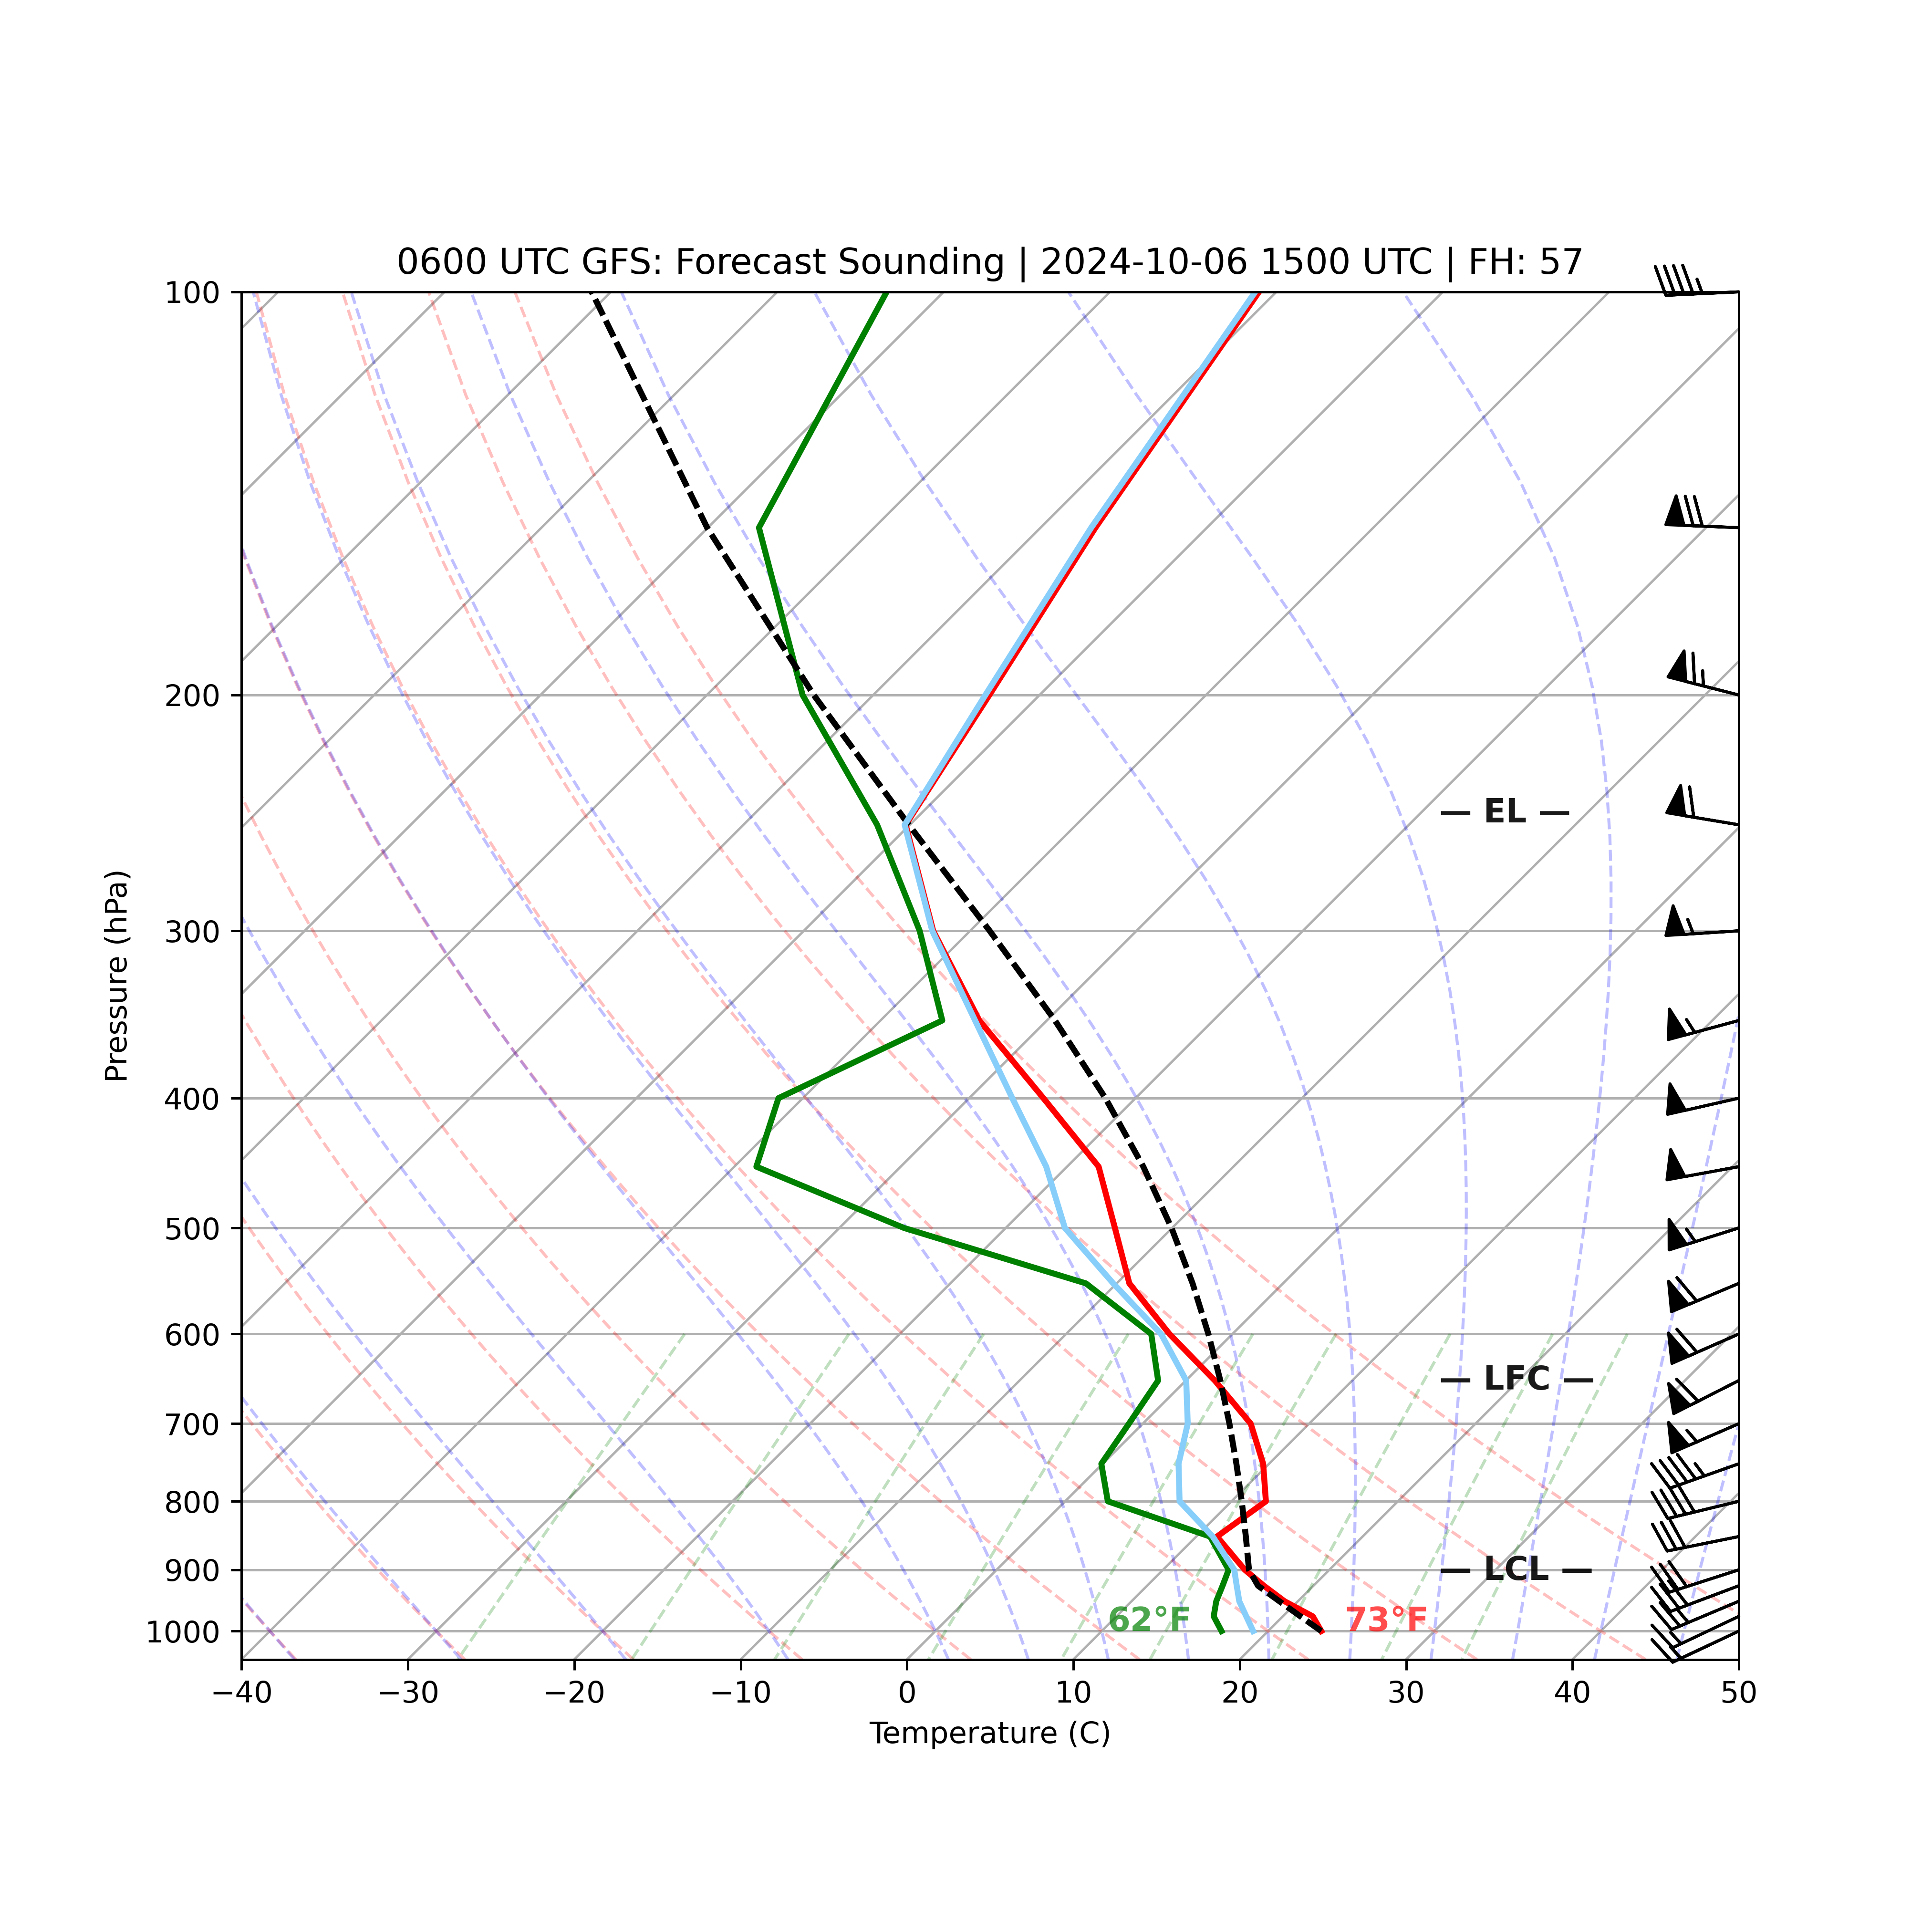 0600 UTC GFS: Forecast Sounding | 2024-10-06 1500 UTC | FH: 57
100
200
— EL —
300
Pressure (hPa)
400
500
600
— LFC —
700
800
900
— LCL —
62°F
73°F
1000
−40 −30 −20 −10 0 10 20 30 40 50
Temperature (C)